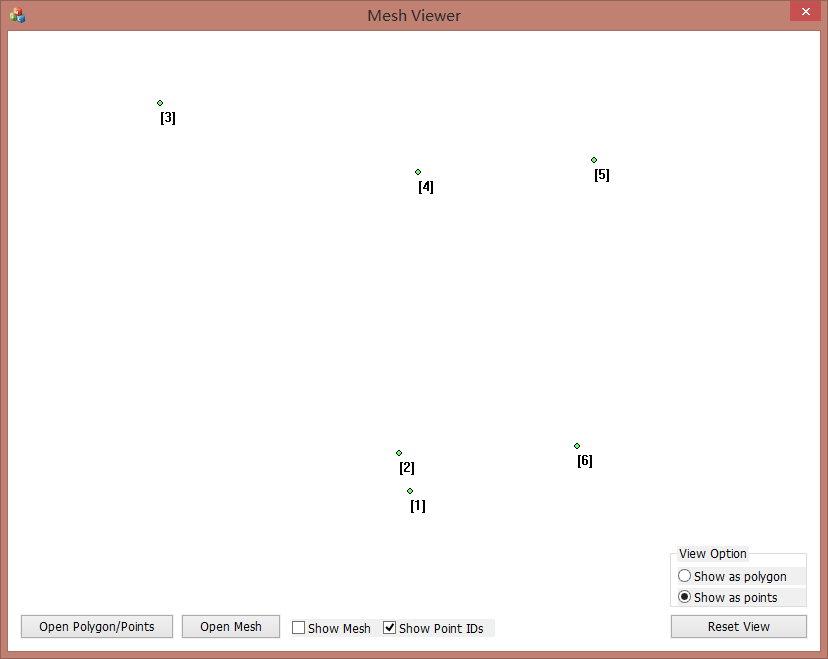 Mesh Viewer
[3]
[4]
[5]
[2]
[6]
[1]
View Option
Show as polygon
Show as points
Open Polygon/Points
Open Mesh
Show Mesh
Show Point IDs
Reset View